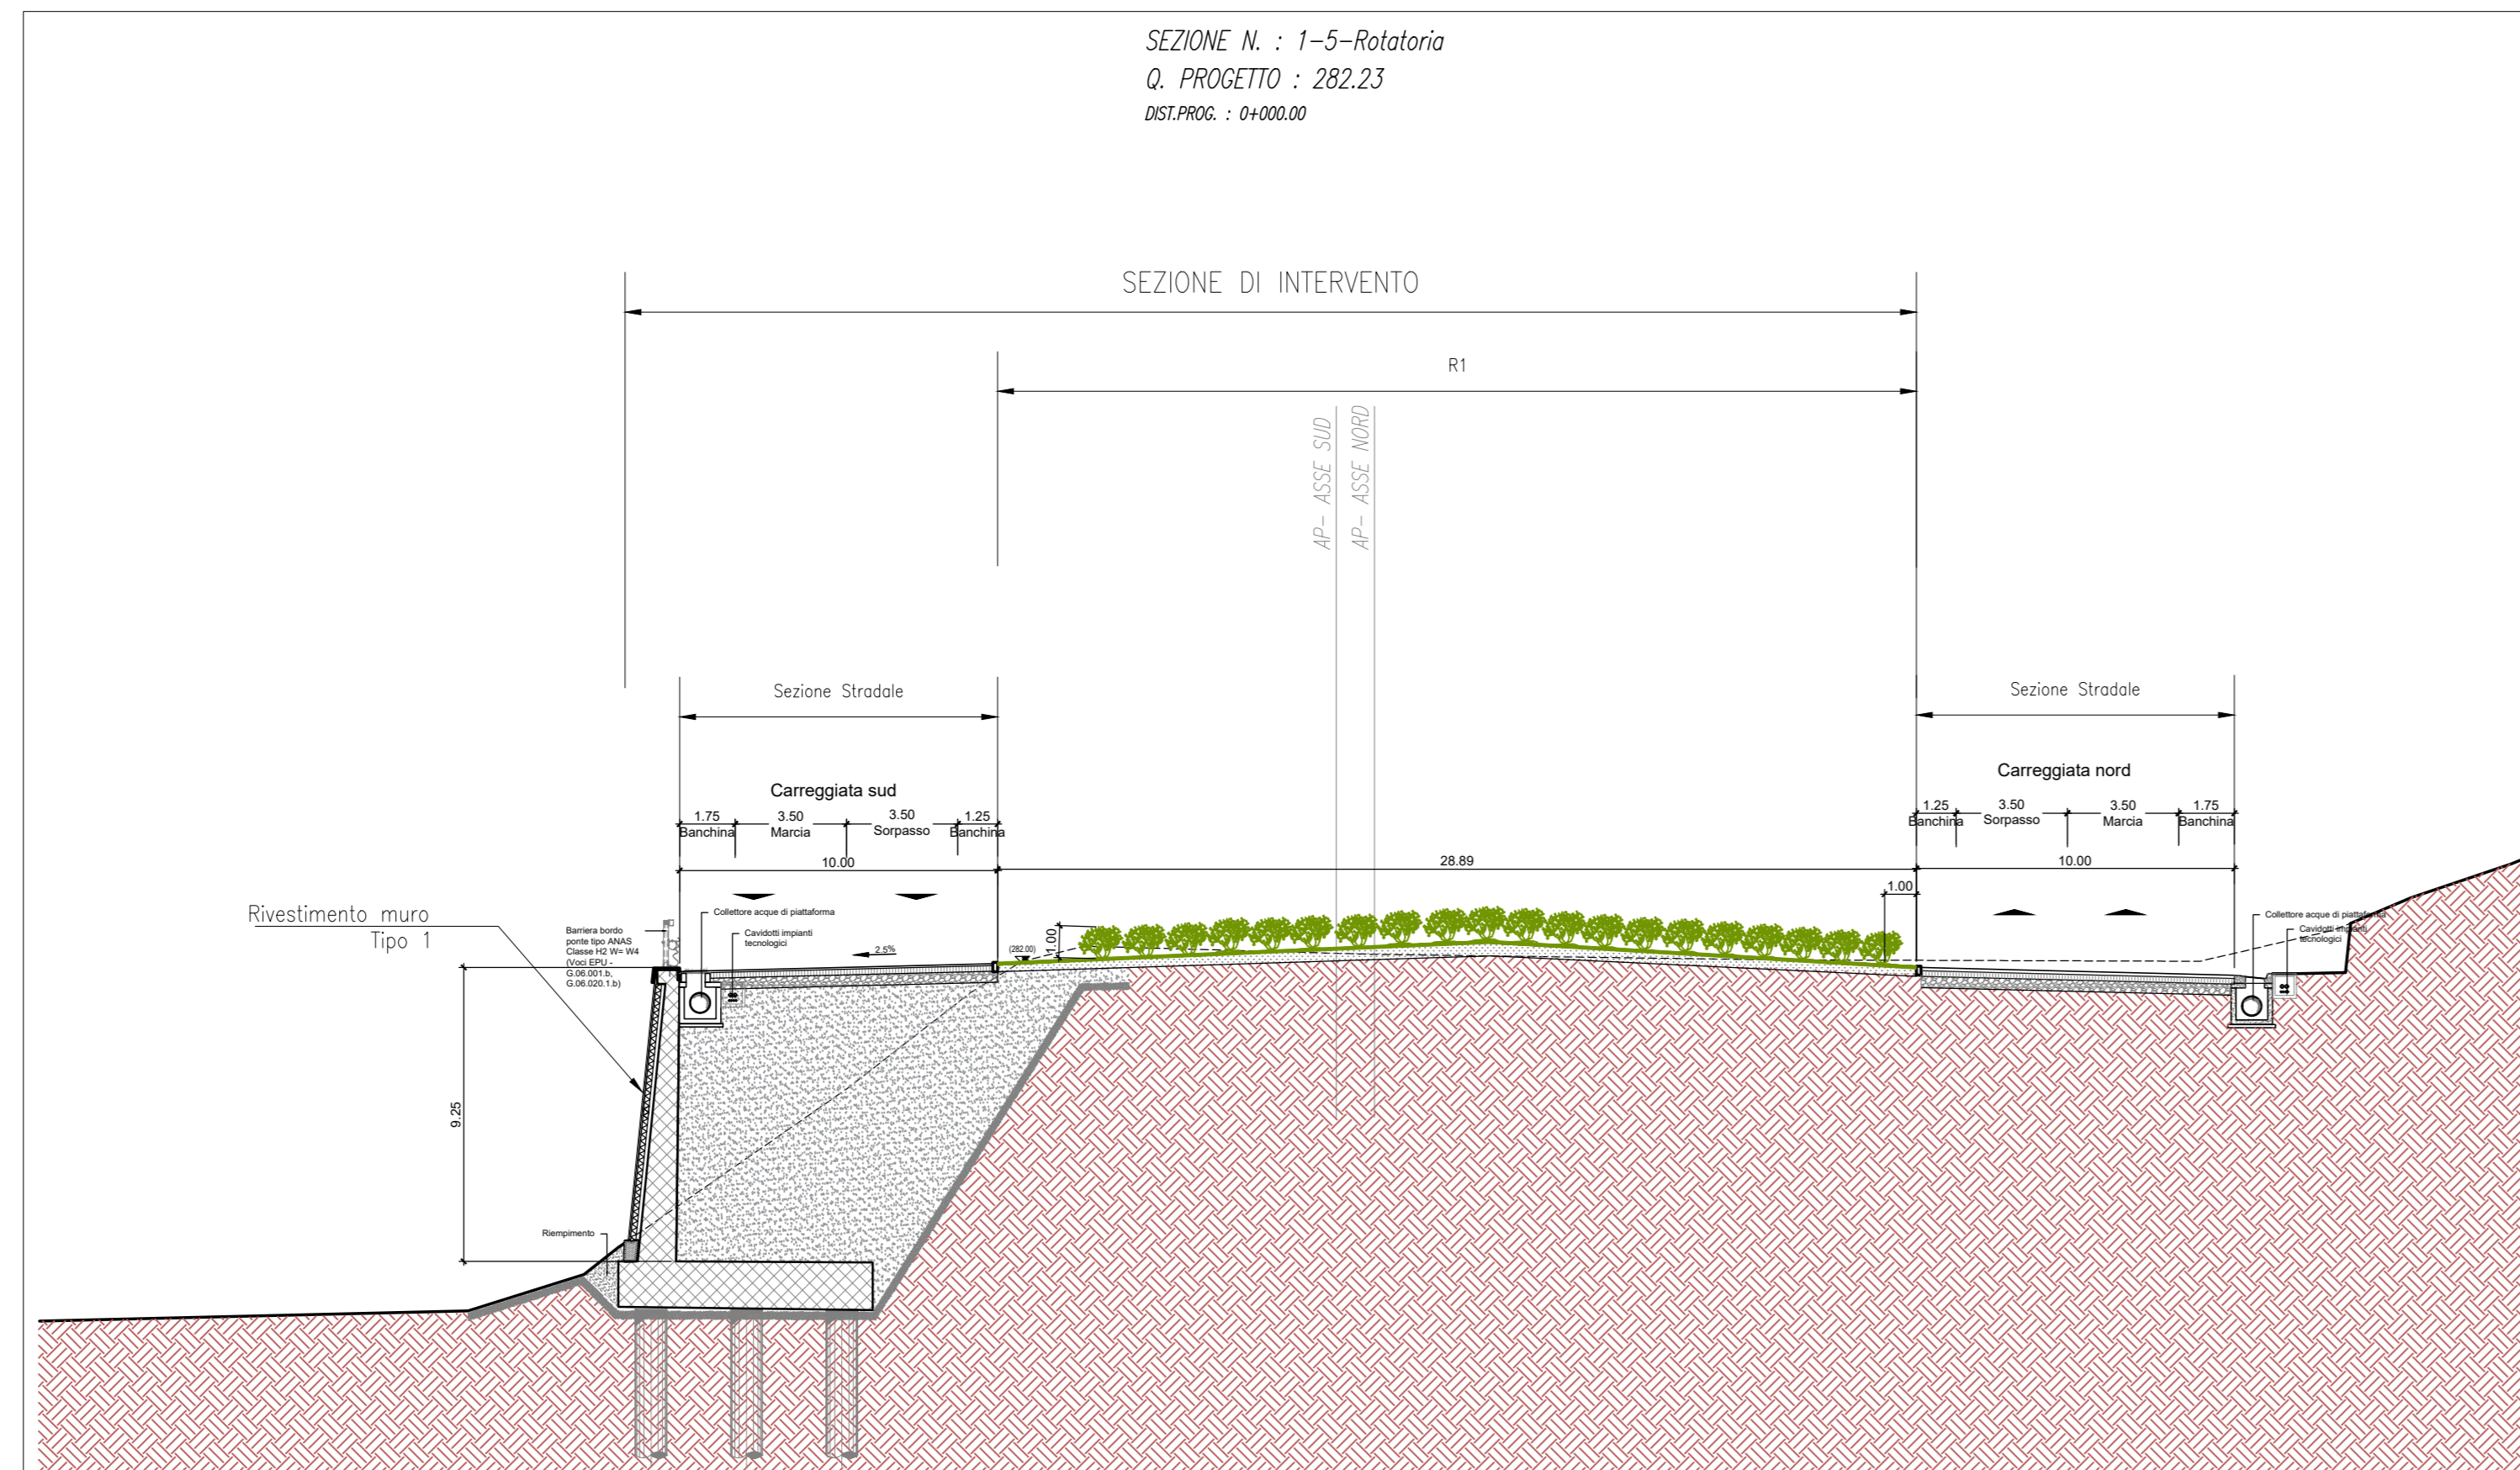 SEZIONE N. : 1-5-Rotatoria
Q. PROGETTO : 282.23
DIST.PROG. : 0+000.00
SEZIONE DI INTERVENTO
R1
AP- ASSE SUD
AP- ASSE NORD
Sezione Stradale
Sezione Stradale
Carreggiata sud
1.75
3.50
3.50
1.25
Banchina
Marcia
Sorpasso
Banchina
10.00
28.89
Carreggiata nord
1.25
3.50
3.50
1.75
Banchina
Sorpasso
Marcia
Banchina
10.00
1.00
Rivestimento muro
Tipo 1
Barriera bordo
ponte tipo ANAS
Classe H2 W= W4
(Voci EPU -
G.06.001.b,
G.06.020.1.b)
Collettore acque di piattaforma
Cavidotti impianti
tecnologici
2.5%
(282.00)
1.00
Collettore acque di piattaforma
Cavidotti impianti
tecnologici
9.25
Riempimento